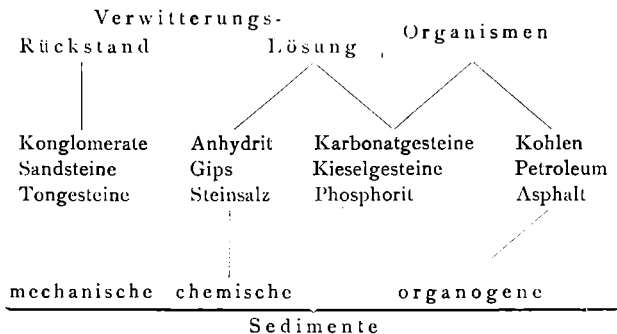 Verwitterungs-
Rückstand Lösung Organismen
Konglomerate Anhydrit Karbonatgesteine Kohlen
Sandsteine Gips Kieselgesteine Petroleum
Tongesteine Steinsalz Phosphorit Asphalt
mechanische chemische organogene
Sedimente